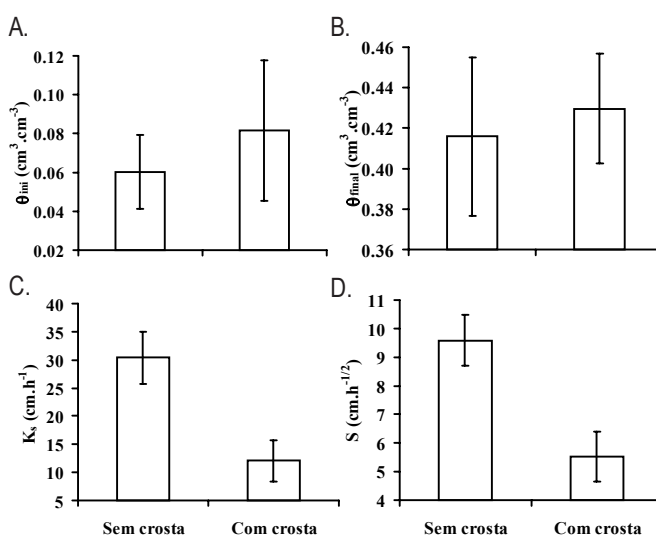 A.
θini (cm³.cm⁻³)
0.12
0.10
0.08
0.06
0.04
0.02
B.
θfinal (cm³.cm⁻³)
0.46
0.44
0.42
0.40
0.38
0.36
C.
Ks (cm.h⁻¹)
40
35
30
25
20
15
10
5
Sem crosta Com crosta
D.
S (cm.h⁻¹/²)
11
10
9
8
7
6
5
4
Sem crosta Com crosta